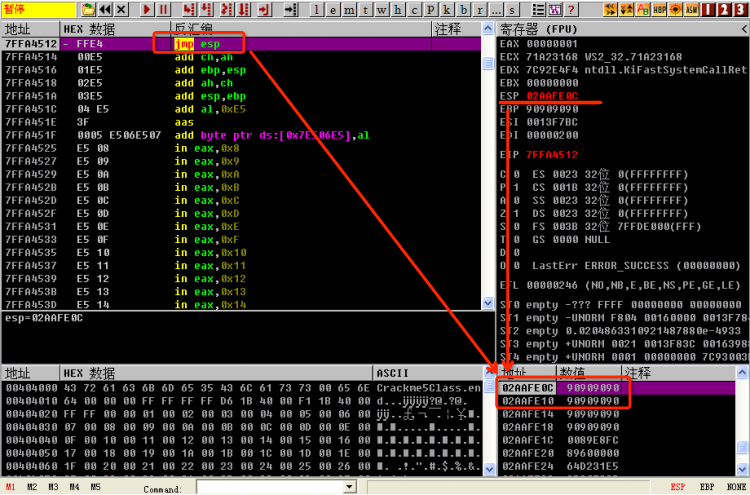 暂停
l e m t w h c P k b r ... s
?
地址 HEX 数据 反汇编 注释
7FFA4512 - FFE4 jmp esp
7FFA4514 00E5 add ch,ah
7FFA4516 01E5 add ebp,esp
7FFA4518 02E5 add ah,ch
7FFA451A 03E5 add esp,ebp
7FFA451C 04 E5 add al,0xE5
7FFA451E 3F aas
7FFA451F 0005 E506E507 add byte ptr ds:[0x7E506E5],al
7FFA4525 E5 08 in eax,0x8
7FFA4527 E5 09 in eax,0x9
7FFA4529 E5 0A in eax,0xA
7FFA452B E5 0B in eax,0xB
7FFA452D E5 0C in eax,0xC
7FFA452F E5 0D in eax,0xD
7FFA4531 E5 0E in eax,0xE
7FFA4533 E5 0F in eax,0xF
7FFA4535 E5 10 in eax,0x10
7FFA4537 E5 11 in eax,0x11
7FFA4539 E5 12 in eax,0x12
7FFA453B E5 13 in eax,0x13
7FFA453D E5 14 in eax,0x14
esp=02AAFE0C
寄存器 (FPU)
EAX 00000001
ECX 71A23168 WS2_32.71A23168
EDX 7C92E4F4 ntdll.KiFastSystemCallRet
EBX 00000000
ESP 02AAFE0C
EBP 90909090
ESI 0013F7BC
EDI 00000200
EIP 7FFA4512
C 0 ES 0023 32位 0(FFFFFFFF)
P 1 CS 001B 32位 0(FFFFFFFF)
A 0 SS 0023 32位 0(FFFFFFFF)
Z 1 DS 0023 32位 0(FFFFFFFF)
S 0 FS 003B 32位 7FFDE000(FFF)
T 0 GS 0000 NULL
D 0
O 0 LastErr ERROR_SUCCESS (00000000)
EFL 00000246 (NO,NB,E,BE,NS,PE,GE,LE)
ST0 empty -??? FFFF 00000000 00000000
ST1 empty -UNORM F804 00160000 0013F784
ST2 empty 0.0204863310921487880e-4933
ST3 empty +UNORM 0021 0013F83C 0016398
ST4 empty +UNORM 0001 00000000 7C93003
地址 HEX 数据 ASCII
00404000 43 72 61 63 6B 6D 65 35 43 6C 61 73 73 00 65 6E Crackme5Class.en
00404010 64 00 00 00 FF FF FF FF D6 1B 40 00 F1 1B 40 00
00404020 FF FF 00 00 01 00 02 00 03 00 04 00 05 00 06 00
00404030 07 00 08 00 09 00 0A 00 0B 00 0C 00 0D 00 0E 00
00404040 0F 00 10 00 11 00 12 00 13 00 14 00 15 00 16 00
00404050 17 00 18 00 19 00 1A 00 1B 00 1C 00 1D 00 1E 00
00404060 1F 00 20 00 21 00 22 00 23 00 24 00 25 00 26 00 . .!.".#.$.%.&.
地址 数值 注释
02AAFE0C 90909090
02AAFE10 90909090
02AAFE14 90909090
02AAFE18 90909090
02AAFE1C 0089E8FC
02AAFE20 89600000
02AAFE24 64D231E5
M1 M2 M3 M4 M5 Command:
ESP EBP NONE